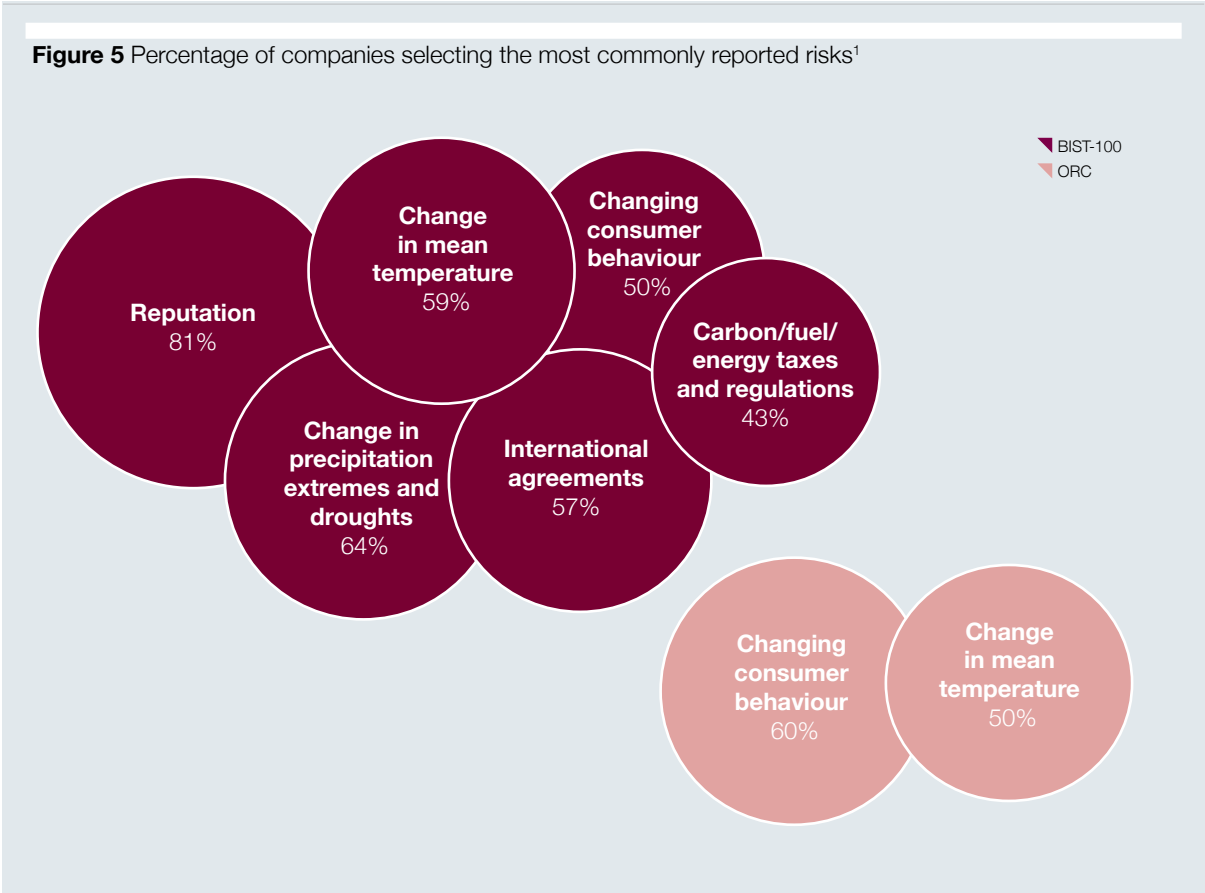 Figure 5 Percentage of companies selecting the most commonly reported risks¹
BIST-100
ORC
Reputation
81%
Change
in mean
temperature
59%
Changing
consumer
behaviour
50%
Carbon/fuel/
energy taxes
and regulations
43%
Change in
precipitation
extremes and
droughts
64%
International
agreements
57%
Changing
consumer
behaviour
60%
Change
in mean
temperature
50%